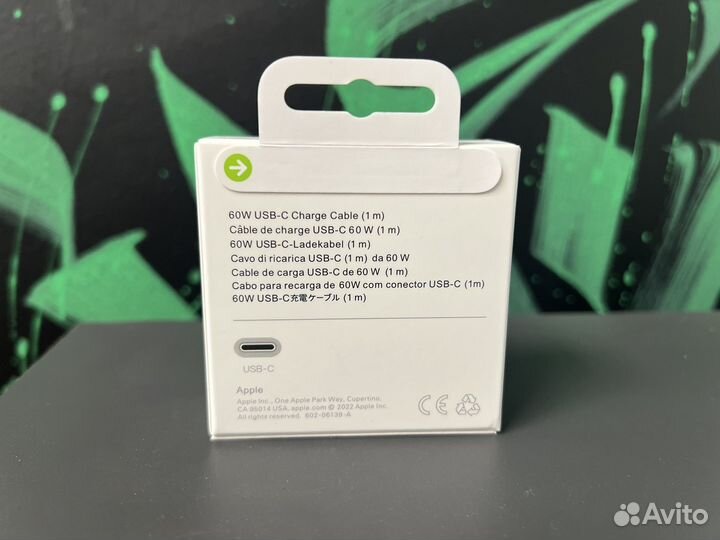 60W USB-C Charge Cable (1 m)
Câble de charge USB-C 60 W (1 m)
60W USB-C-Ladekabel (1 m)
Cavo di ricarica USB-C (1 m) da 60 W
Cable de carga USB-C de 60 W (1 m)
Cabo para recarga de 60W com conector USB-C (1m)
60W USB-C充電ケーブル (1 m)
USB-C
Apple
Apple Inc., One Apple Park Way, Cupertino,
CA 95014 USA, apple.com © 2022 Apple Inc.
All rights reserved. 602-06138-A
CE
Avito